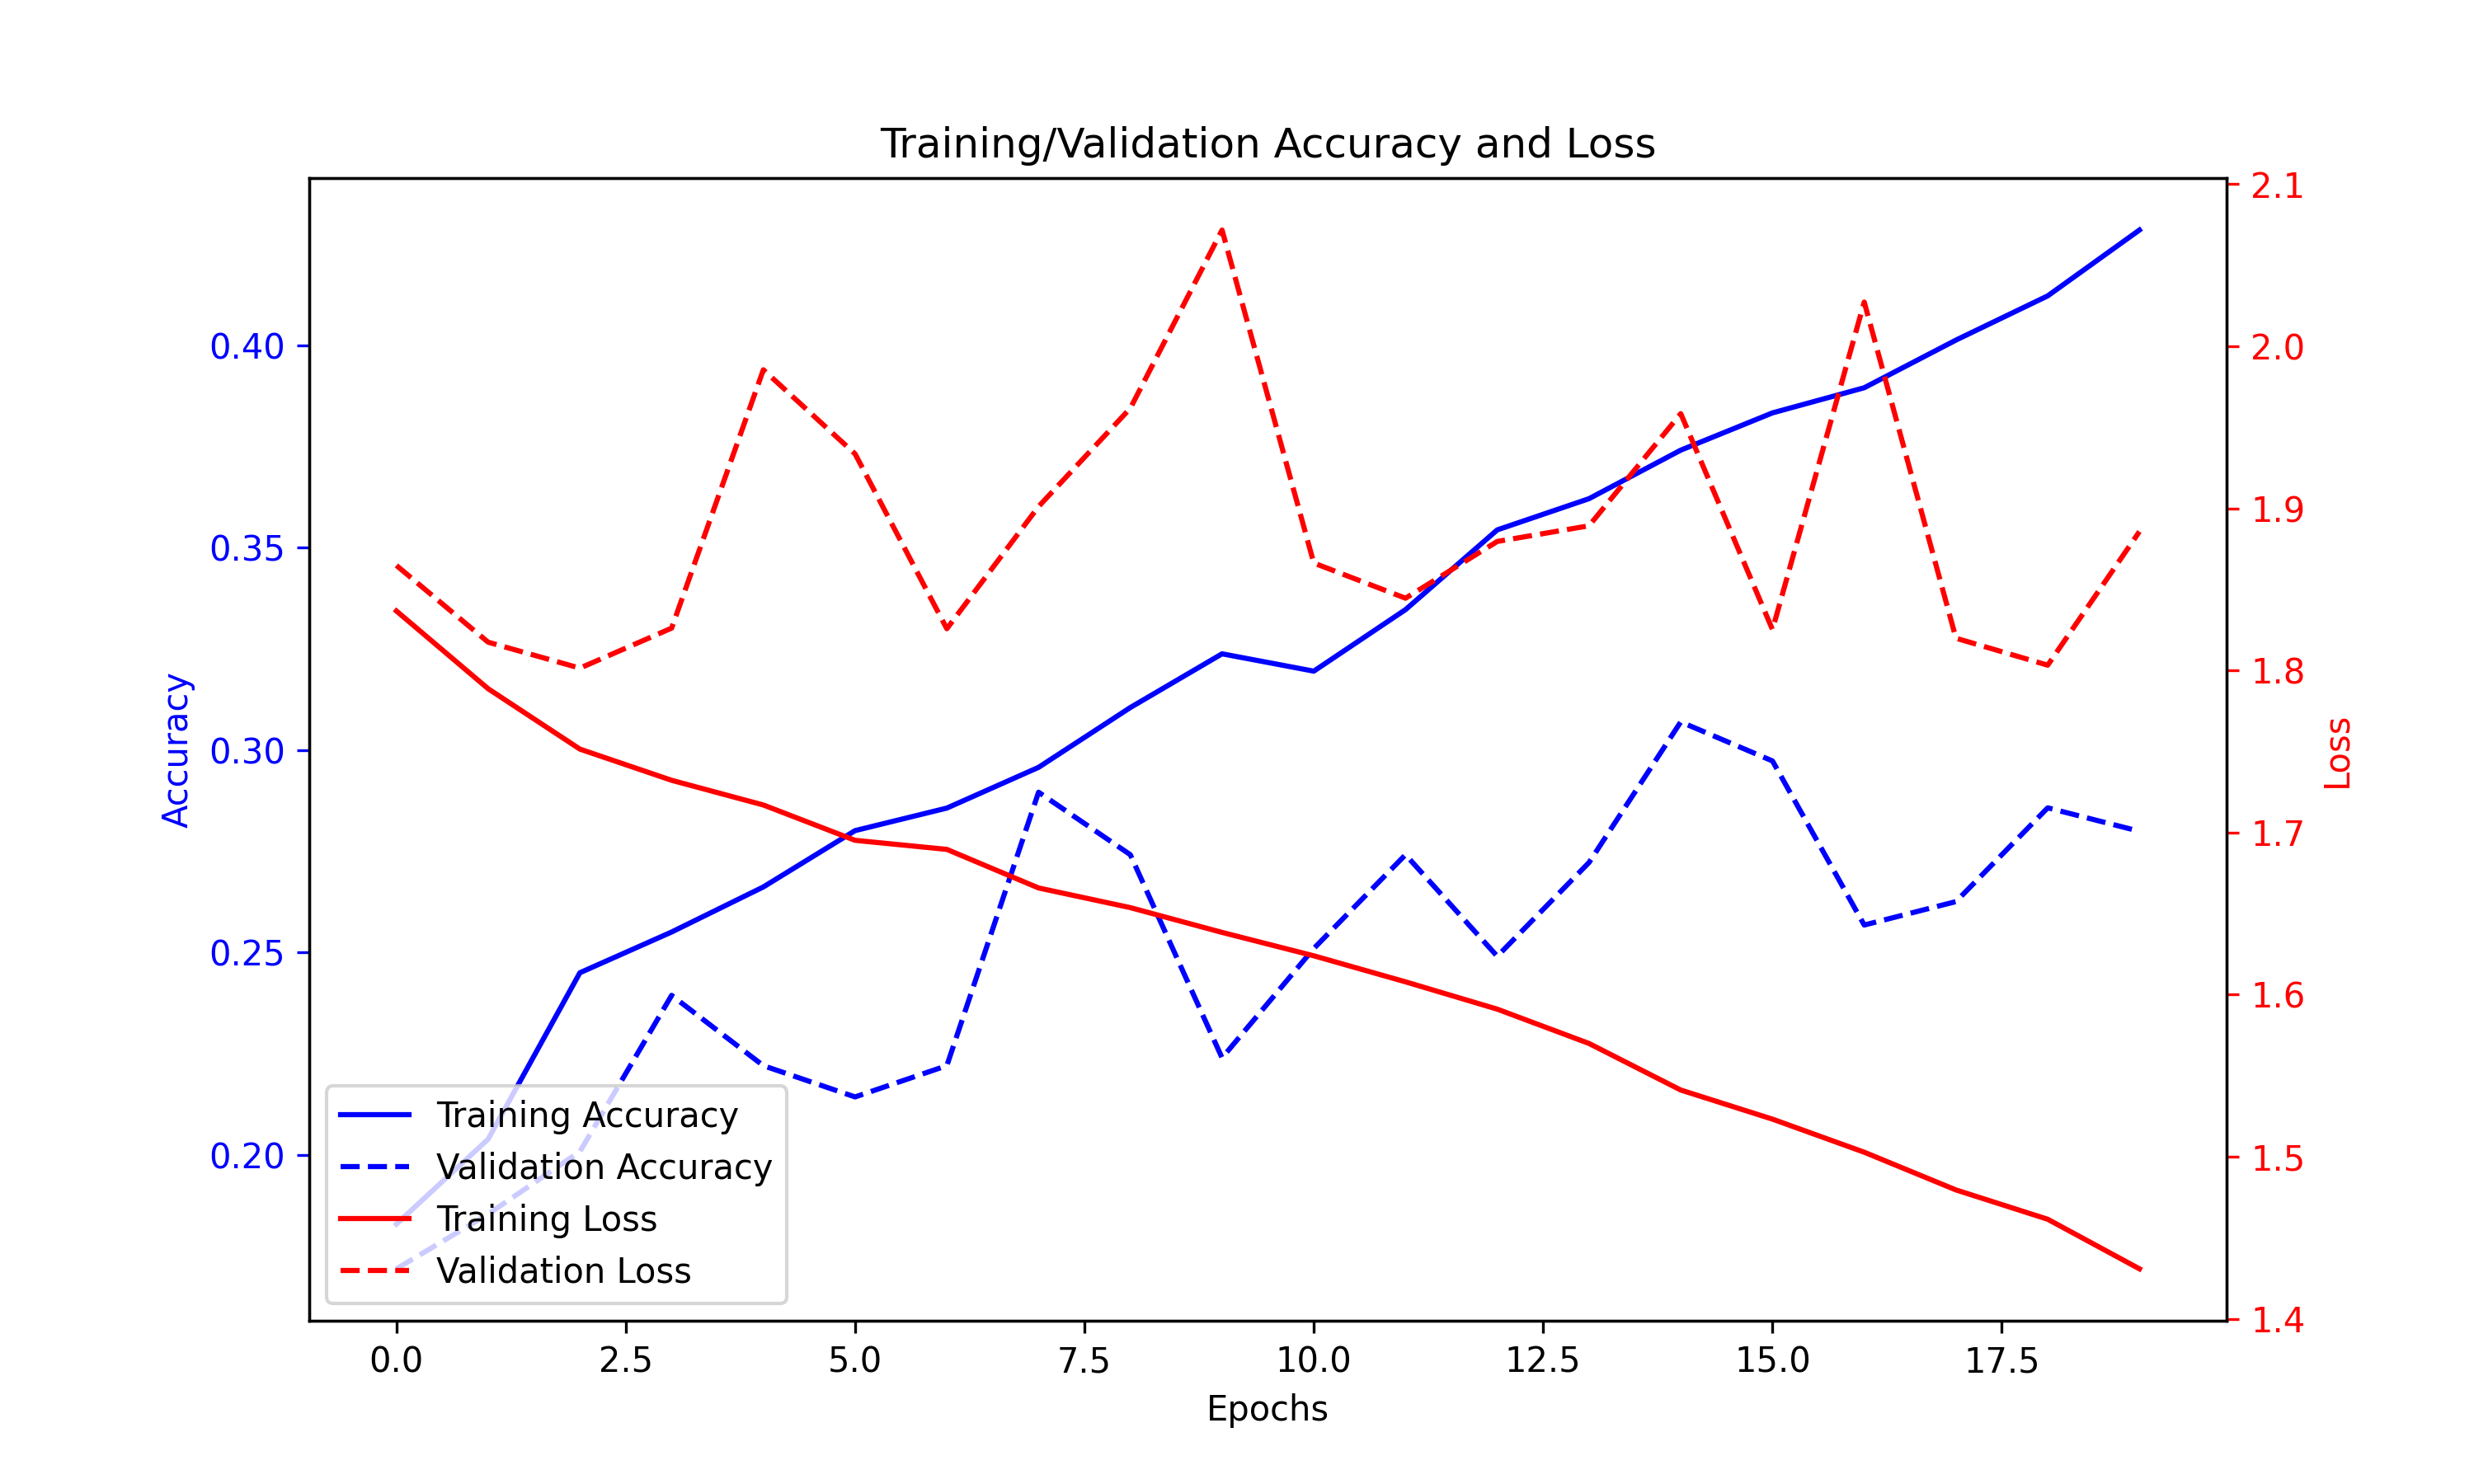 Training/Validation Accuracy and Loss
Accuracy
0.40
0.35
0.30
0.25
0.20
2.1
2.0
1.9
1.8
1.7
1.6
1.5
1.4
Loss
Training Accuracy
Validation Accuracy
Training Loss
Validation Loss
0.0 2.5 5.0 7.5 10.0 12.5 15.0 17.5
Epochs